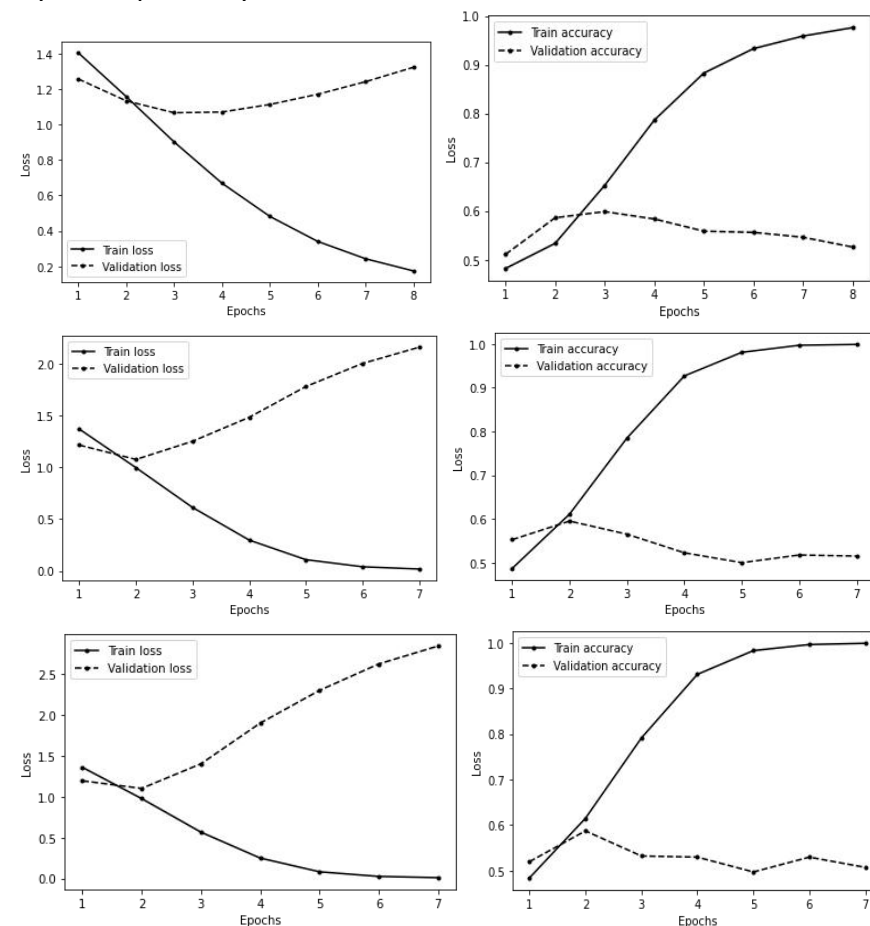 1.4
1.2
1.0
0.8
0.6
0.4
0.2
Loss
Train loss
Validation loss
1 2 3 4 5 6 7 8
Epochs
1.0
0.9
0.8
0.7
0.6
0.5
Loss
Train accuracy
Validation accuracy
1 2 3 4 5 6 7 8
Epochs
2.0
1.5
1.0
0.5
0.0
Loss
Train loss
Validation loss
1 2 3 4 5 6 7
Epochs
1.0
0.9
0.8
0.7
0.6
0.5
Loss
Train accuracy
Validation accuracy
1 2 3 4 5 6 7
Epochs
2.5
2.0
1.5
1.0
0.5
0.0
Loss
Train loss
Validation loss
1 2 3 4 5 6 7
Epochs
1.0
0.9
0.8
0.7
0.6
0.5
Loss
Train accuracy
Validation accuracy
1 2 3 4 5 6 7
Epochs